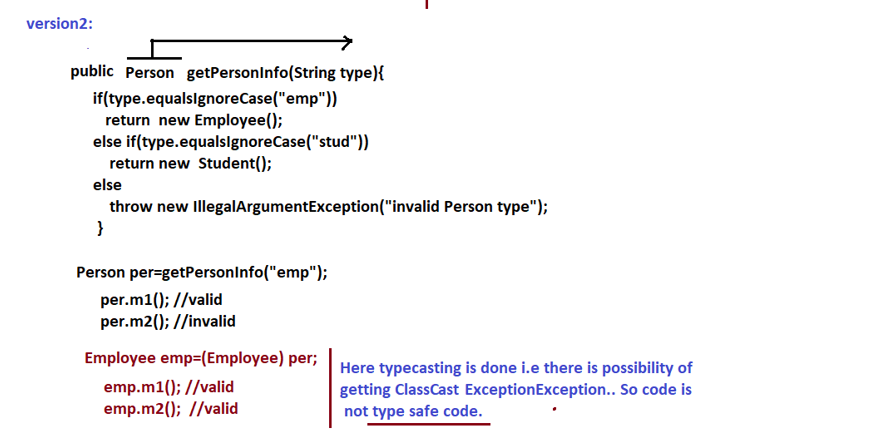 version2:
public Person getPersonInfo(String type){
if(type.equalsIgnoreCase("emp"))
return new Employee();
else if(type.equalsIgnoreCase("stud"))
return new Student();
else
throw new IllegalArgumentException("invalid Person type");
}
Person per=getPersonInfo("emp");
per.m1(); //valid
per.m2(); //invalid
Employee emp=(Employee) per;
emp.m1(); //valid
emp.m2(); //valid
Here typecasting is done i.e there is possibility of
getting ClassCast ExceptionException.. So code is
not type safe code.